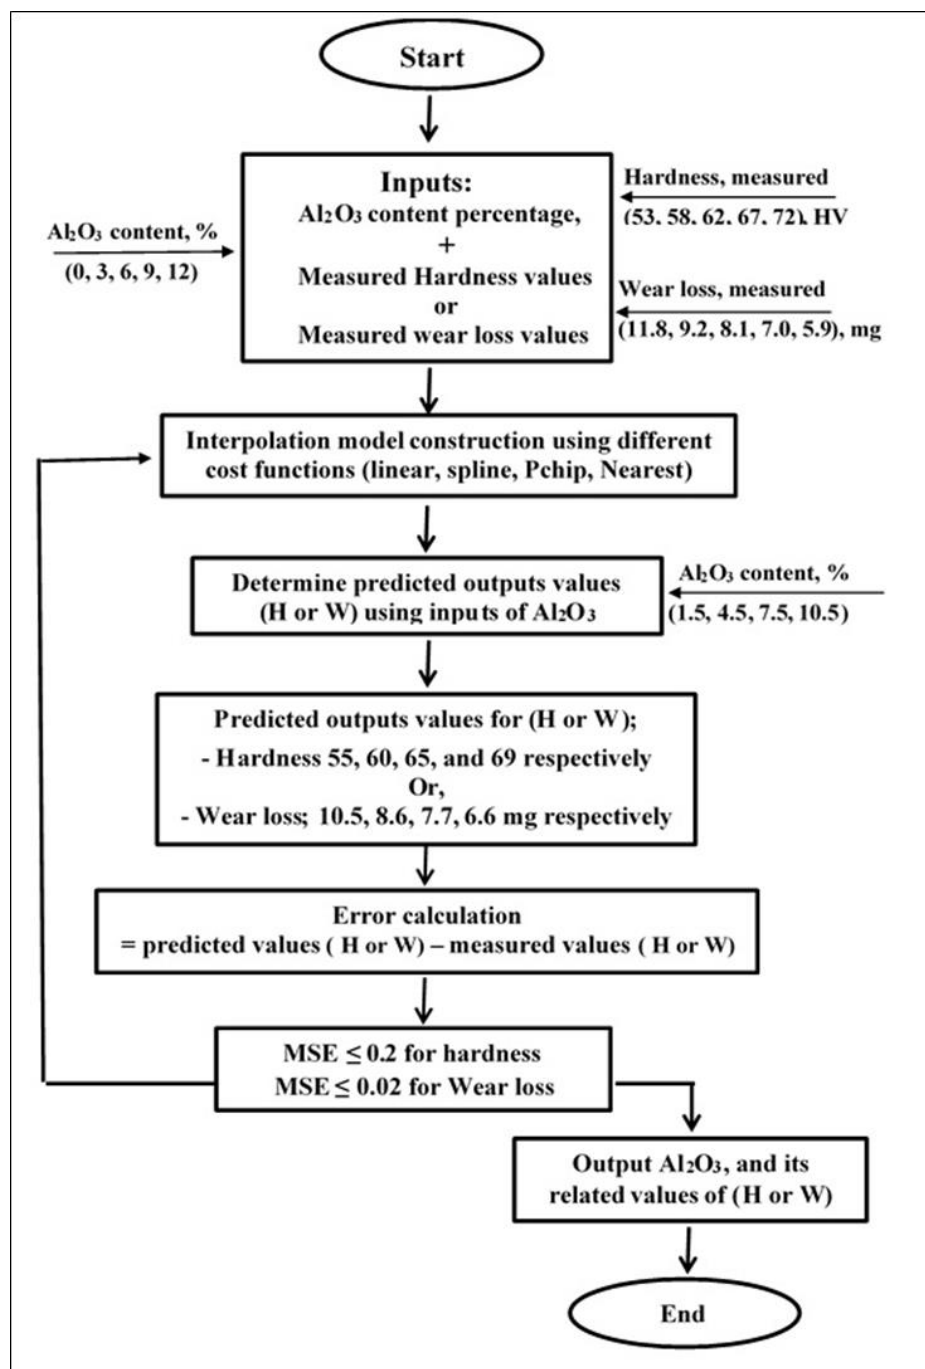 Start
Inputs:
Al₂O₃ content percentage,
+
Measured Hardness values
or
Measured wear loss values
Hardness, measured
(53, 58, 62, 67, 72), HV
Al₂O₃ content, %
(0, 3, 6, 9, 12)
Wear loss, measured
(11.8, 9.2, 8.1, 7.0, 5.9), mg
Interpolation model construction using different
cost functions (linear, spline, Pchip, Nearest)
Determine predicted outputs values
(H or W) using inputs of Al₂O₃
Al₂O₃ content, %
(1.5, 4.5, 7.5, 10.5)
Predicted outputs values for (H or W);
- Hardness 55, 60, 65, and 69 respectively
Or,
- Wear loss; 10.5, 8.6, 7.7, 6.6 mg respectively
Error calculation
= predicted values ( H or W) – measured values ( H or W)
MSE ≤ 0.2 for hardness
MSE ≤ 0.02 for Wear loss
Output Al₂O₃, and its
related values of (H or W)
End